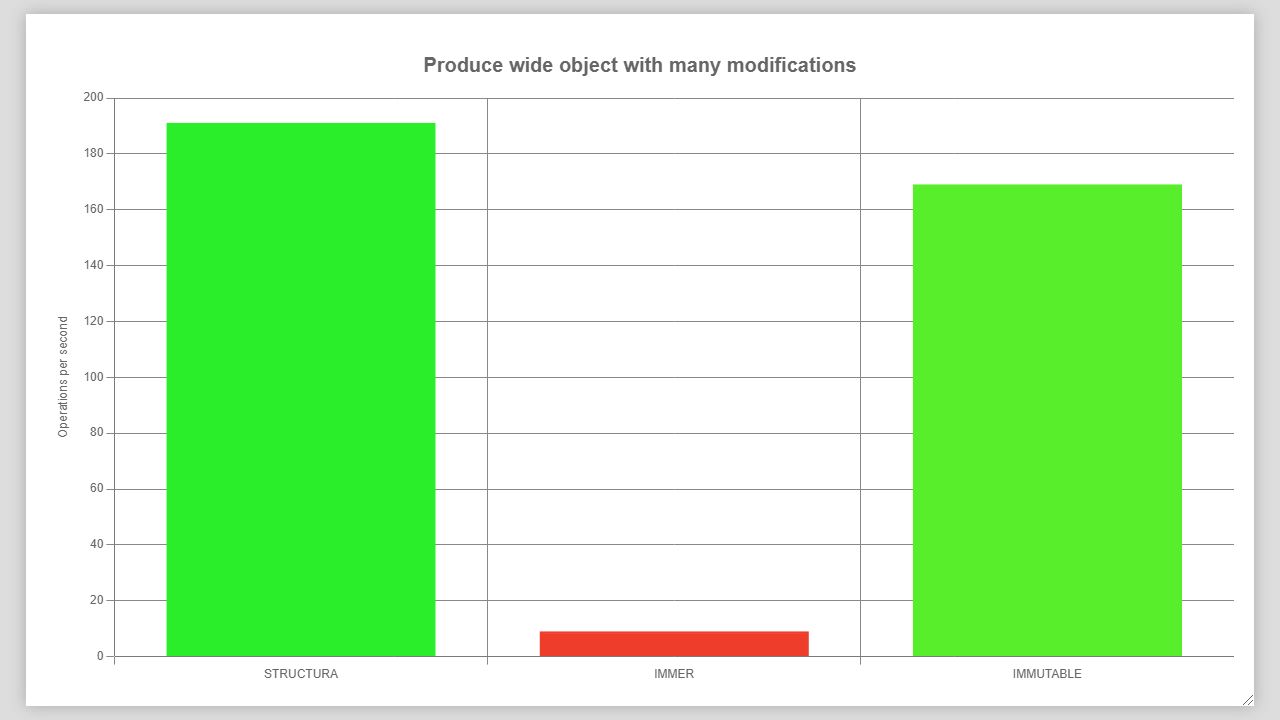 Produce wide object with many modifications
200
180
160
140
120
100
80
60
40
20
0
Operations per second
STRUCTURA
IMMER
IMMUTABLE